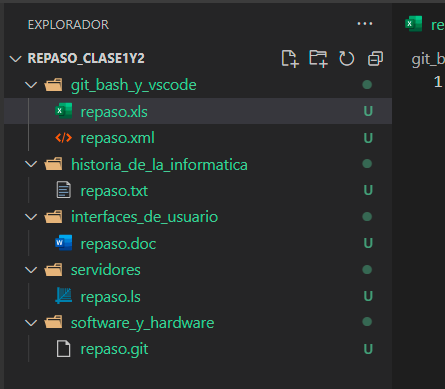 EXPLORADOR
re
REPASO_CLASE1Y2
git_b
git_bash_y_vscode
1
repaso.xls U
repaso.xml U
historia_de_la_informatica
repaso.txt U
interfaces_de_usuario
repaso.doc U
servidores
repaso.ls U
software_y_hardware
repaso.git U